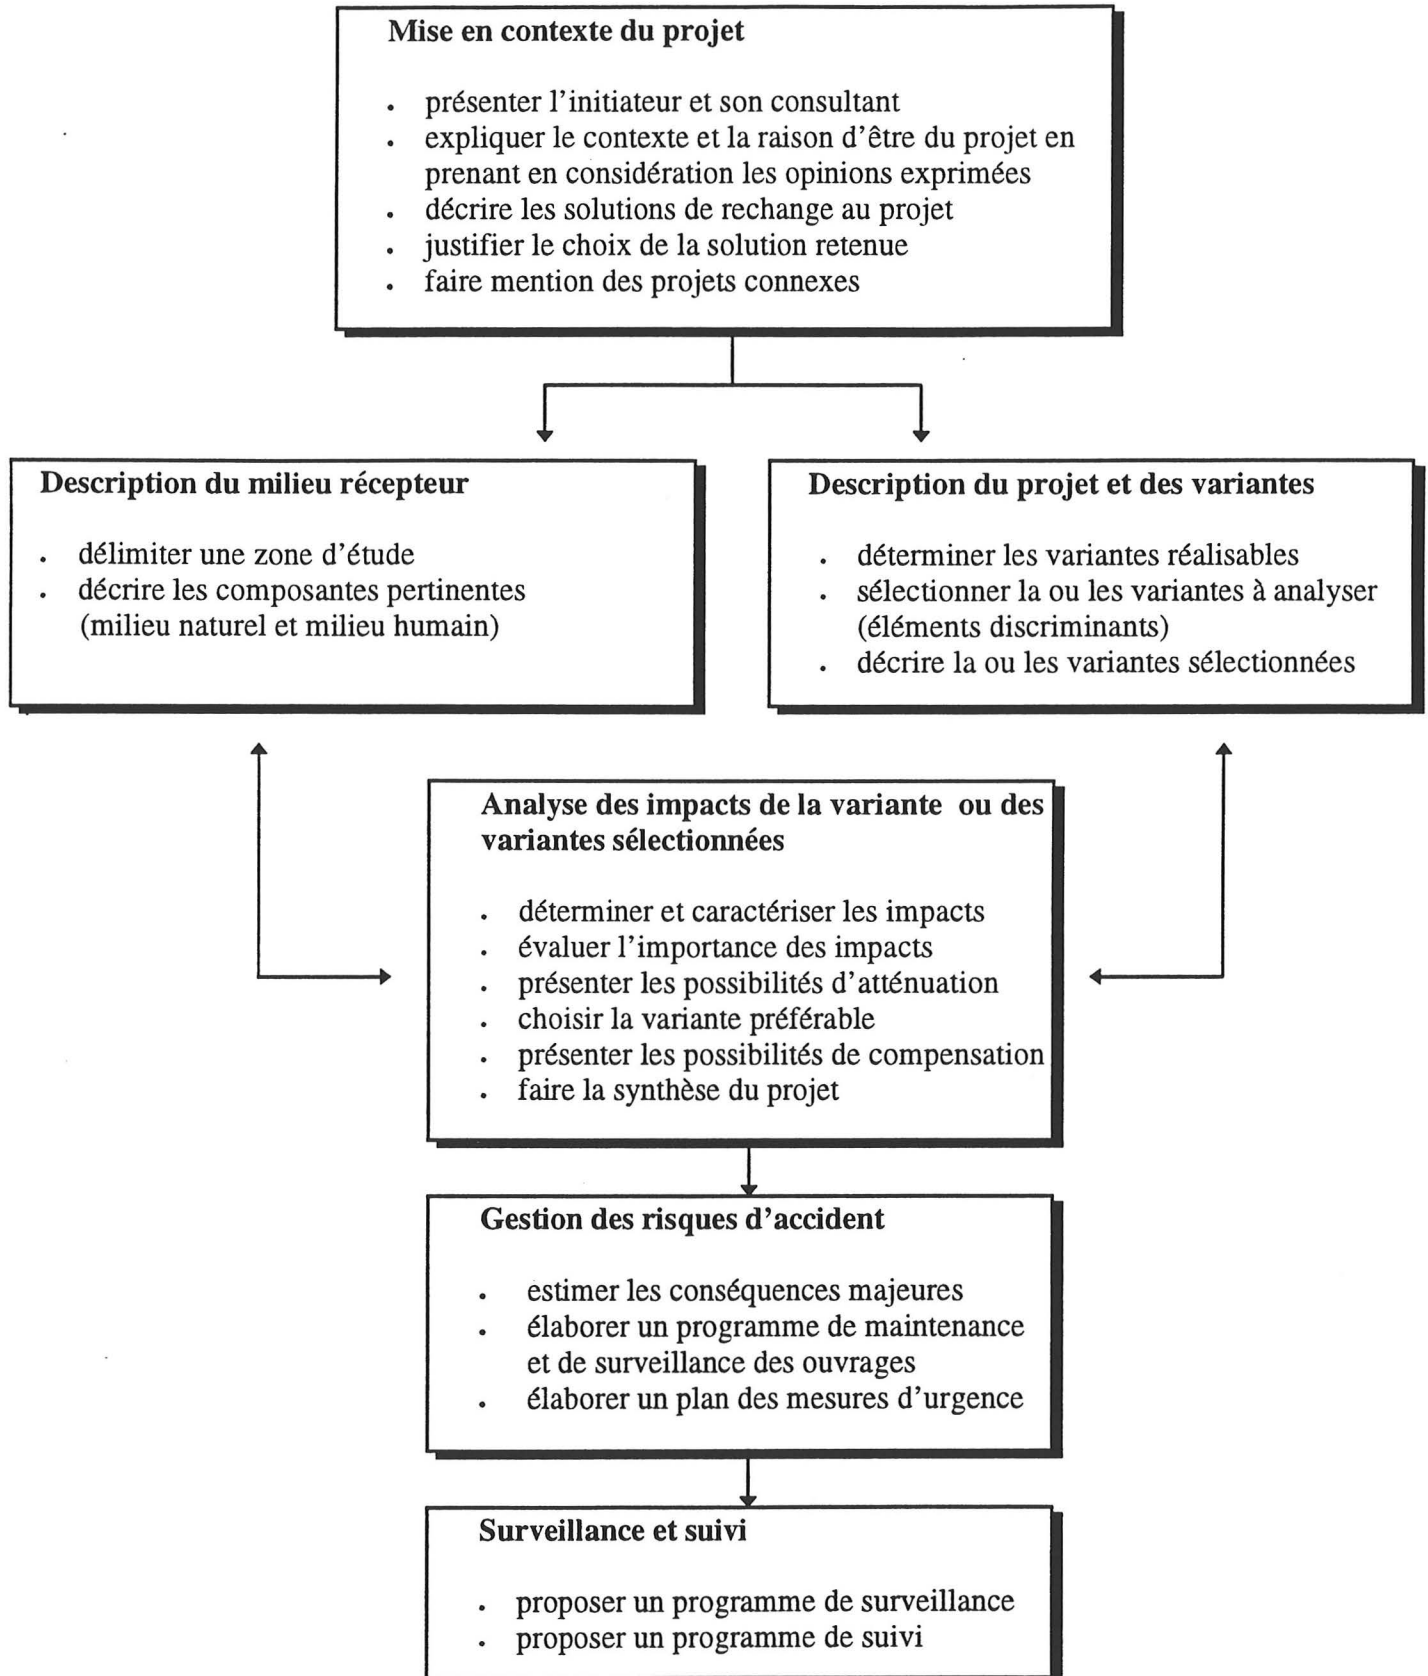 Mise en contexte du projet
. présenter l'initiateur et son consultant
. expliquer le contexte et la raison d'être du projet en
prenant en considération les opinions exprimées
. décrire les solutions de rechange au projet
. justifier le choix de la solution retenue
. faire mention des projets connexes
Description du milieu récepteur
. délimiter une zone d'étude
. décrire les composantes pertinentes
(milieu naturel et milieu humain)
Description du projet et des variantes
. déterminer les variantes réalisables
. sélectionner la ou les variantes à analyser
(éléments discriminants)
. décrire la ou les variantes sélectionnées
Analyse des impacts de la variante ou des
variantes sélectionnées
. déterminer et caractériser les impacts
. évaluer l'importance des impacts
. présenter les possibilités d'atténuation
. choisir la variante préférable
. présenter les possibilités de compensation
. faire la synthèse du projet
Gestion des risques d'accident
. estimer les conséquences majeures
. élaborer un programme de maintenance
et de surveillance des ouvrages
. élaborer un plan des mesures d'urgence
Surveillance et suivi
. proposer un programme de surveillance
. proposer un programme de suivi